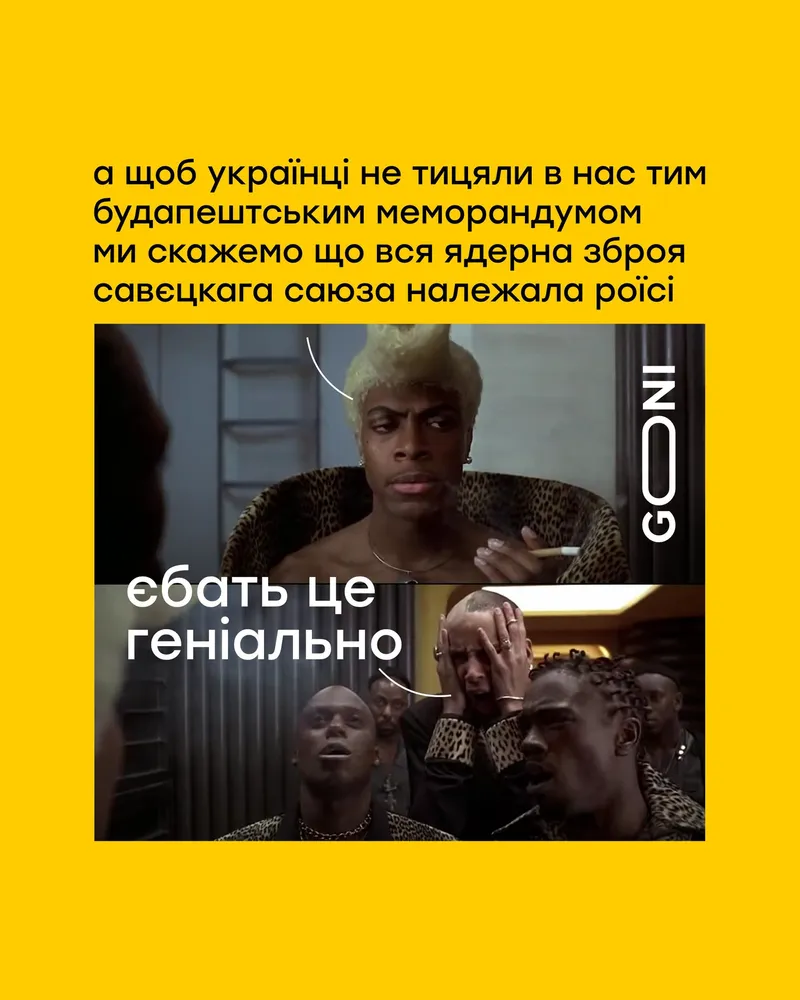 а щоб українці не тицяли в нас тим
будапештським меморандумом
ми скажемо що вся ядерна зброя
савєцкага саюза належала роїсі
GOONI
єбать це
геніально